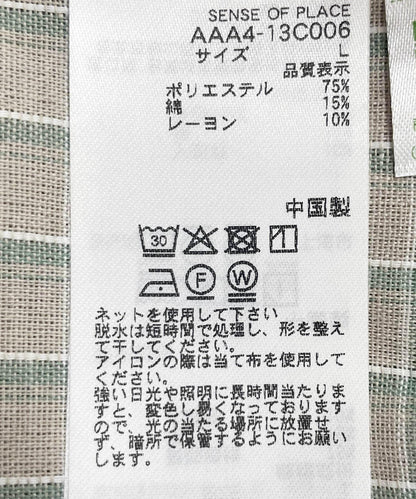 SENSE OF PLACE
AAA4-13C006
サイズ L
品質表示
ポリエステル 75%
綿 15%
レーヨン 10%
中国製
30
F W
ネットを使用して下さい
脱水は短時間で処理し、形を整え
て干してください。
アイロンの際は当て布を使用して
ください。
強い日光や照明に長時間当たりま
すと、変色し易くなっております
ので、光の当たる場所に放置せ
ず、暗所で保管するようにお願い
します。